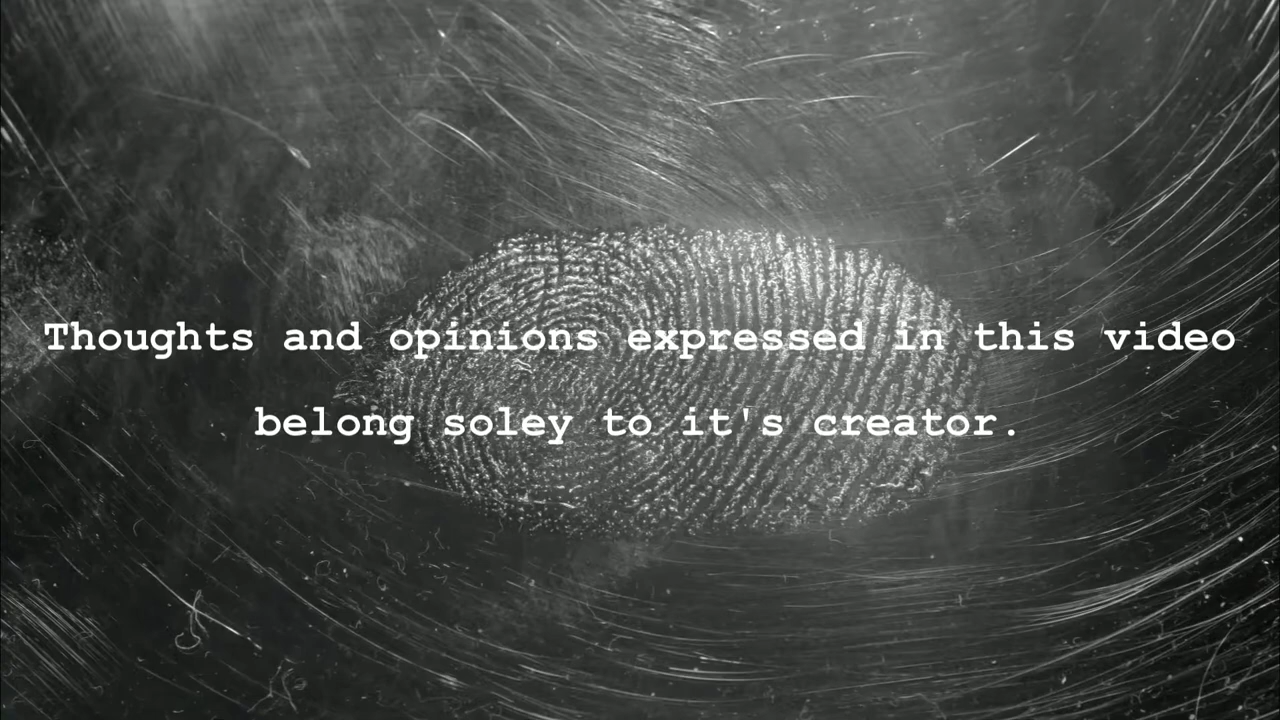 Thoughts and opinions expressed in this video
belong soley to it's creator.